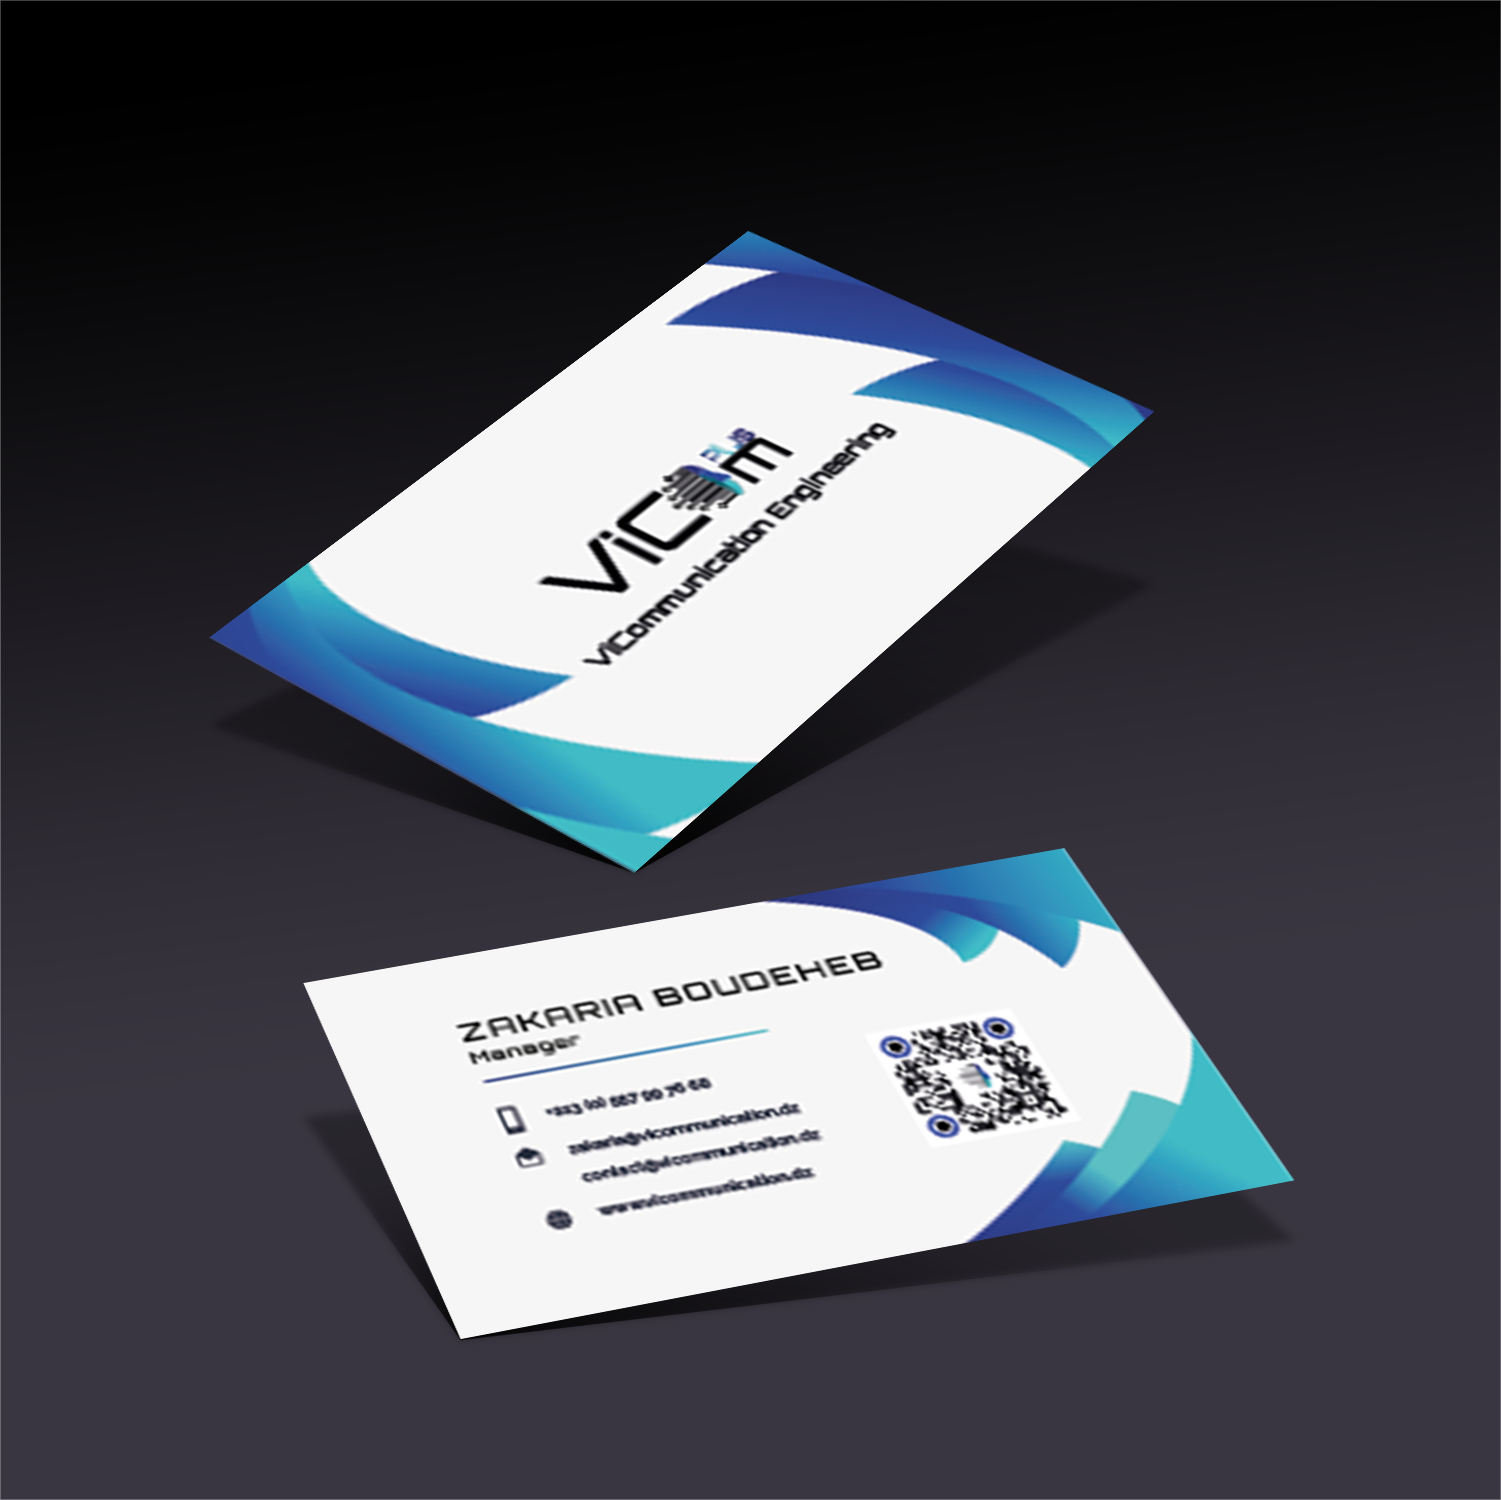 ViCom
PLUS
ViCommunication Engineering
ZAKARIA BOUDEHEB
Manager
zakaria@vicommunication.dz
contact@vicommunication.dz
www.vicommunication.dz